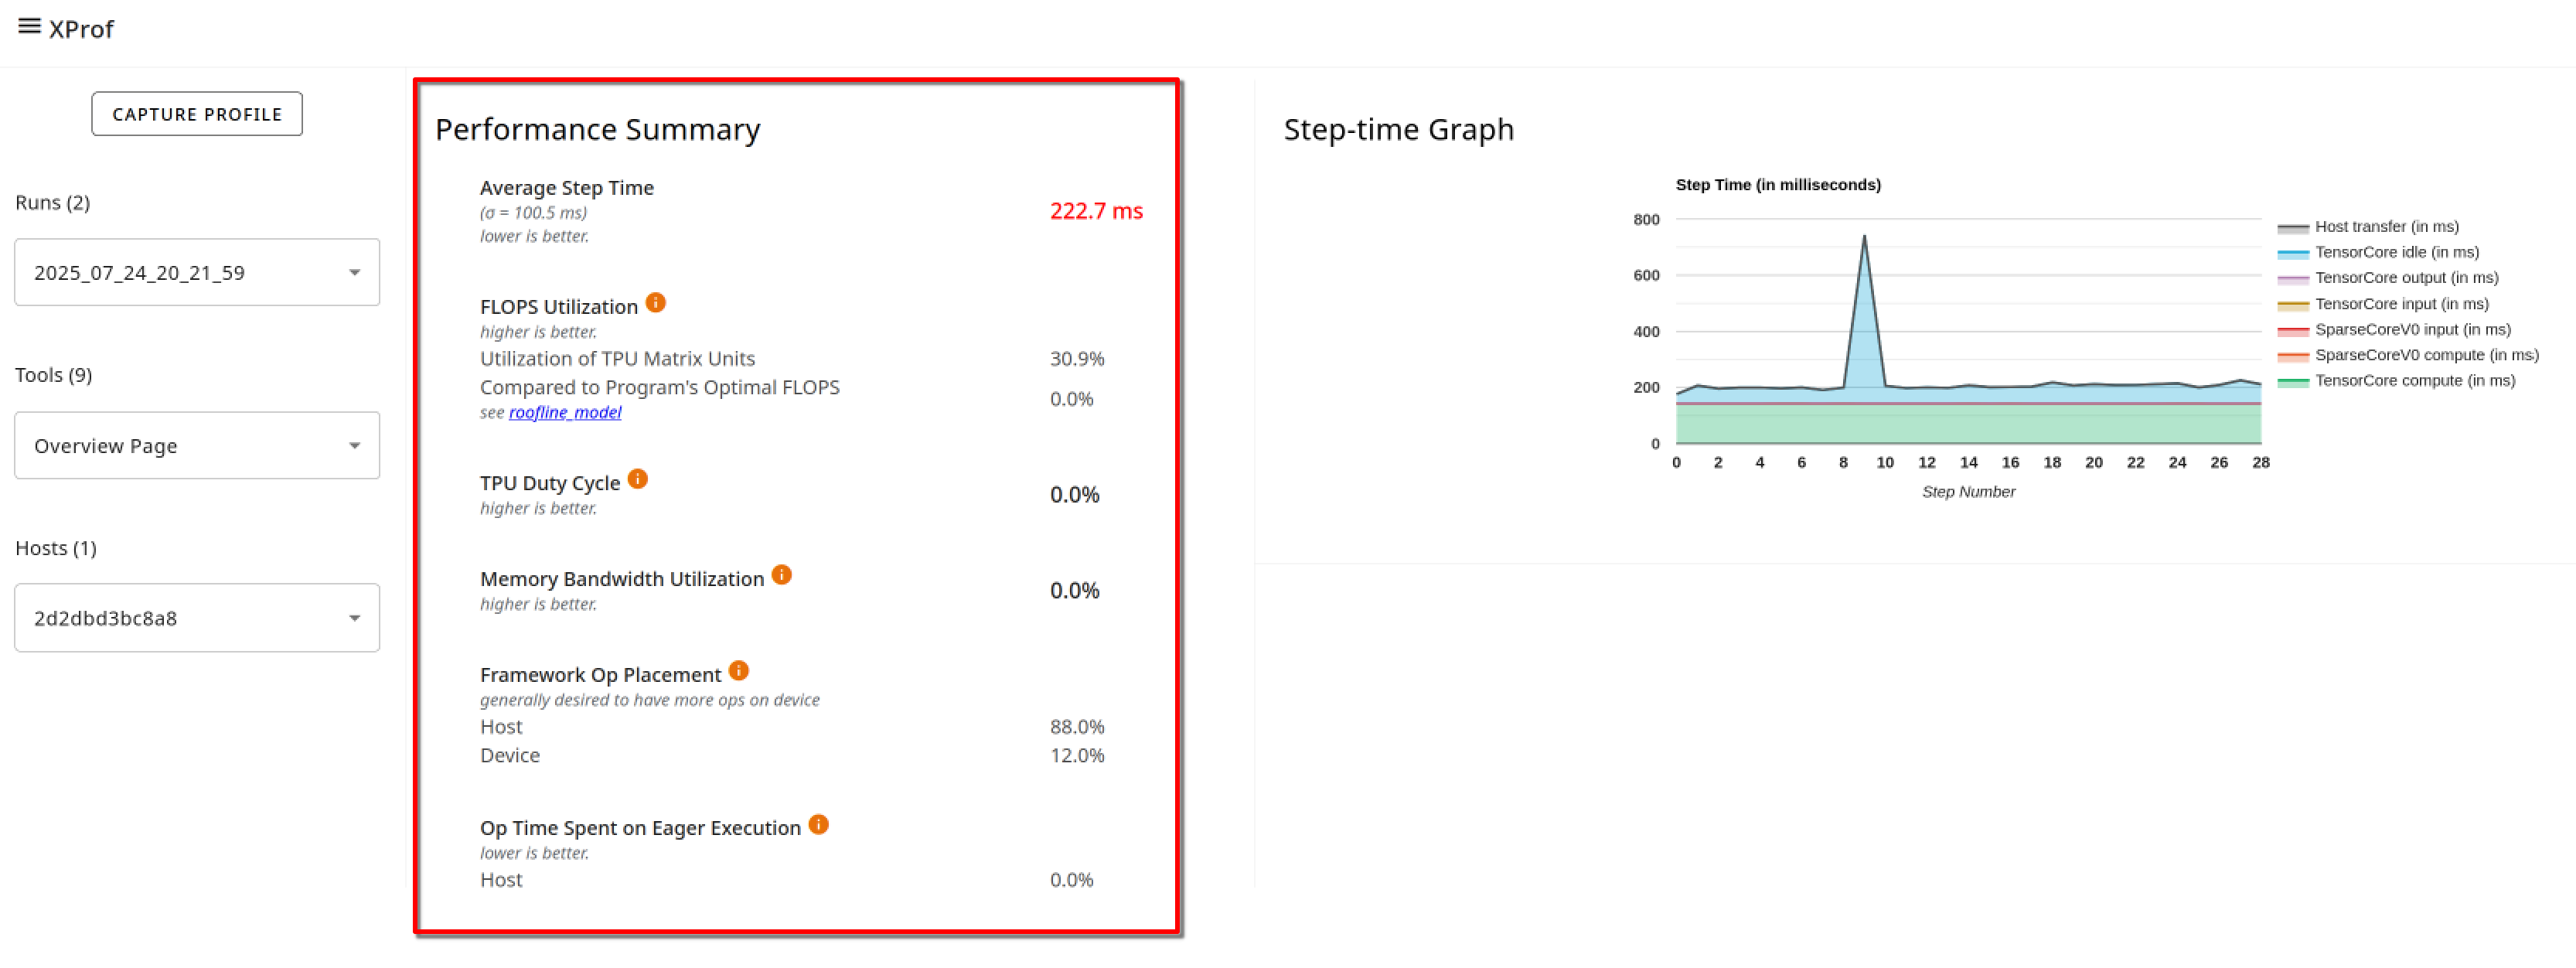 XProf
CAPTURE PROFILE
Runs (2)
2025_07_24_20_21_59
Tools (9)
Overview Page
Hosts (1)
2d2dbd3bc8a8
Performance Summary
Average Step Time
(σ = 100.5 ms)
lower is better.
222.7 ms
FLOPS Utilization
higher is better.
Utilization of TPU Matrix Units 30.9%
Compared to Program's Optimal FLOPS
see roofline_model
0.0%
TPU Duty Cycle
higher is better.
0.0%
Memory Bandwidth Utilization
higher is better.
0.0%
Framework Op Placement
generally desired to have more ops on device
Host 88.0%
Device 12.0%
Op Time Spent on Eager Execution
lower is better.
Host 0.0%
Step-time Graph
Step Time (in milliseconds)
800
600
400
200
0
0 2 4 6 8 10 12 14 16 18 20 22 24 26 28
Step Number
Host transfer (in ms)
TensorCore idle (in ms)
TensorCore output (in ms)
TensorCore input (in ms)
SparseCoreV0 input (in ms)
SparseCoreV0 compute (in ms)
TensorCore compute (in ms)